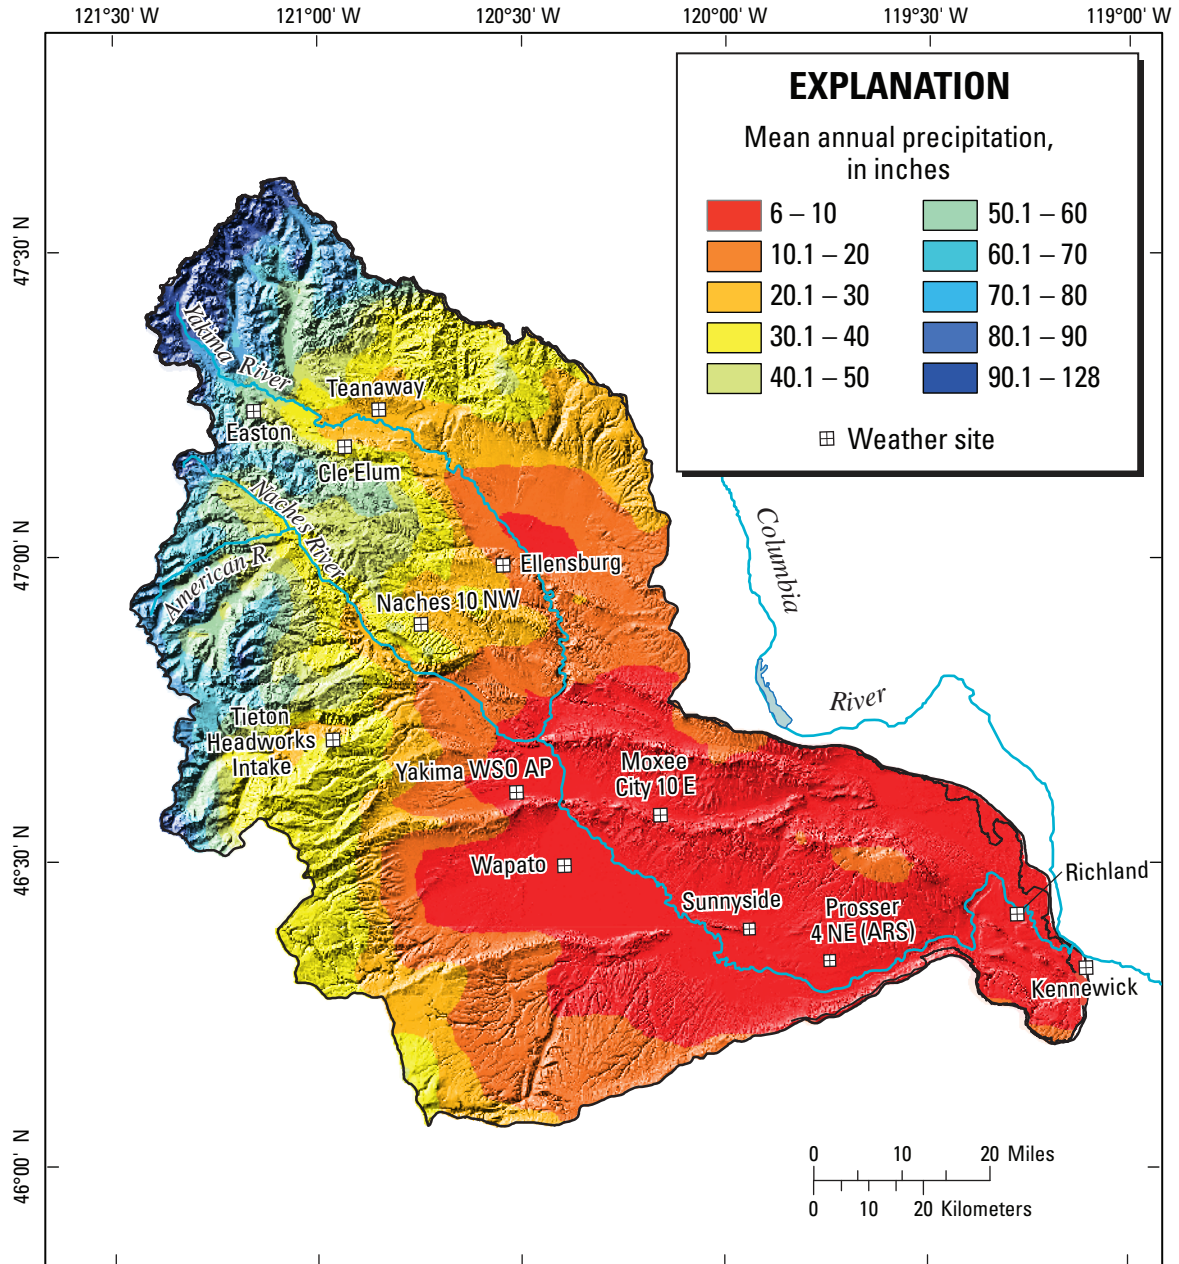 121°30' W
121°00' W
120°30' W
120°00' W
119°30' W
119°00' W
47°30' N
47°00' N
46°30' N
46°00' N
EXPLANATION
Mean annual precipitation,
in inches
6 – 10
10.1 – 20
20.1 – 30
30.1 – 40
40.1 – 50
50.1 – 60
60.1 – 70
70.1 – 80
80.1 – 90
90.1 – 128
Weather site
Yakima River
Teanaway
Easton
Cle Elum
Naches River
American R.
Ellensburg
Naches 10 NW
Columbia
River
Tieton
Headworks
Intake
Yakima WSO AP
Moxee
City 10 E
Wapato
Sunnyside
Prosser
4 NE (ARS)
Richland
Kennewick
0 10 20 Miles
0 10 20 Kilometers